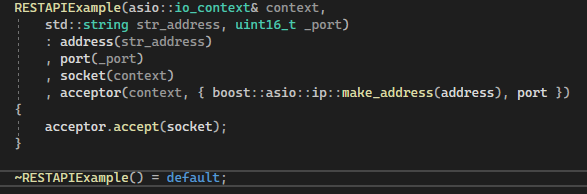 RESTAPIExample(asio::io_context& context,
std::string str_address, uint16_t _port)
: address(str_address)
, port(_port)
, socket(context)
, acceptor(context, { boost::asio::ip::make_address(address), port })
{
acceptor.accept(socket);
}
~RESTAPIExample() = default;